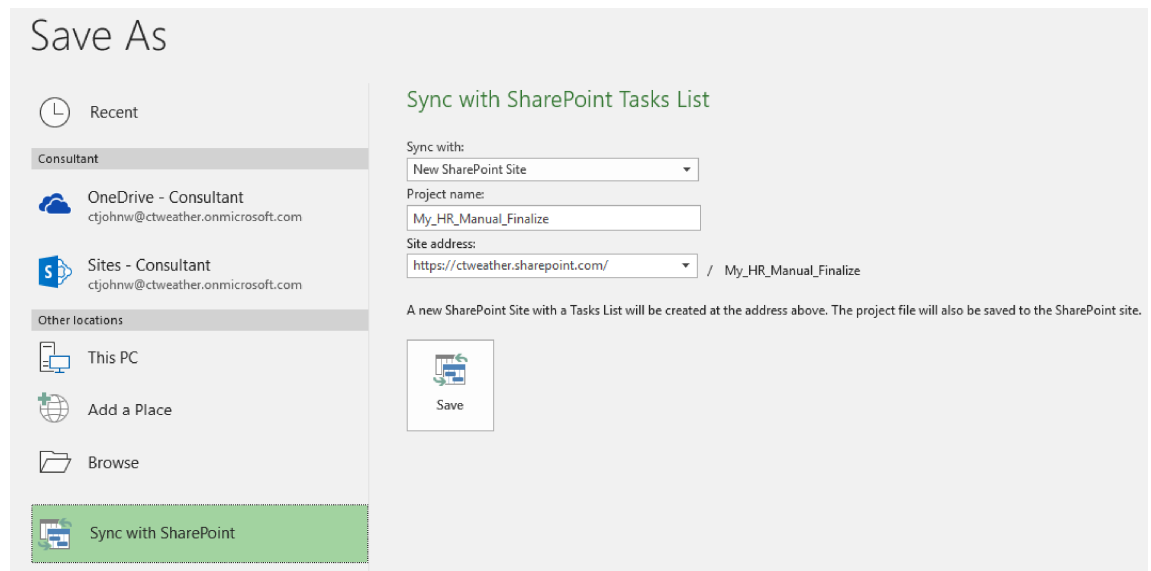 Save As
Recent
Consultant
OneDrive - Consultant
ctjohnw@ctweather.onmicrosoft.com
Sites - Consultant
ctjohnw@ctweather.onmicrosoft.com
Other locations
This PC
Add a Place
Browse
Sync with SharePoint
Sync with SharePoint Tasks List
Sync with:
New SharePoint Site
Project name:
My_HR_Manual_Finalize
Site address:
https://ctweather.sharepoint.com/ / My_HR_Manual_Finalize
A new SharePoint Site with a Tasks List will be created at the address above. The project file will also be saved to the SharePoint site.
Save